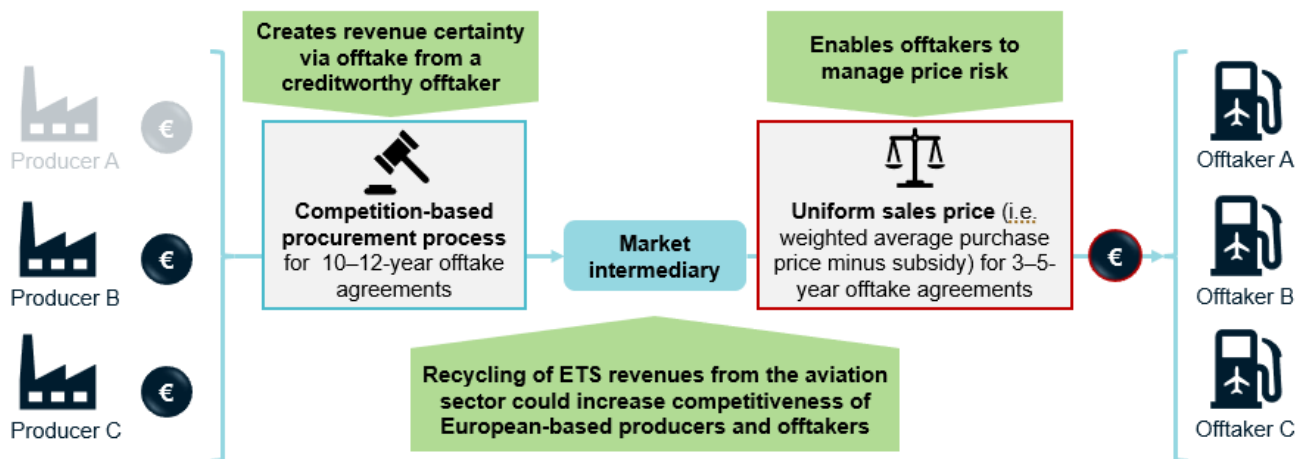 Creates revenue certainty
via offtake from a
creditworthy offtaker
Enables offtakers to
manage price risk
€
Producer A
€
Producer B
€
Producer C
Competition-based
procurement process
for 10–12-year offtake
agreements
Market
intermediary
Uniform sales price (i.e.
weighted average purchase
price minus subsidy) for 3–5-
year offtake agreements
€
Offtaker A
Offtaker B
Offtaker C
Recycling of ETS revenues from the aviation
sector could increase competitiveness of
European-based producers and offtakers